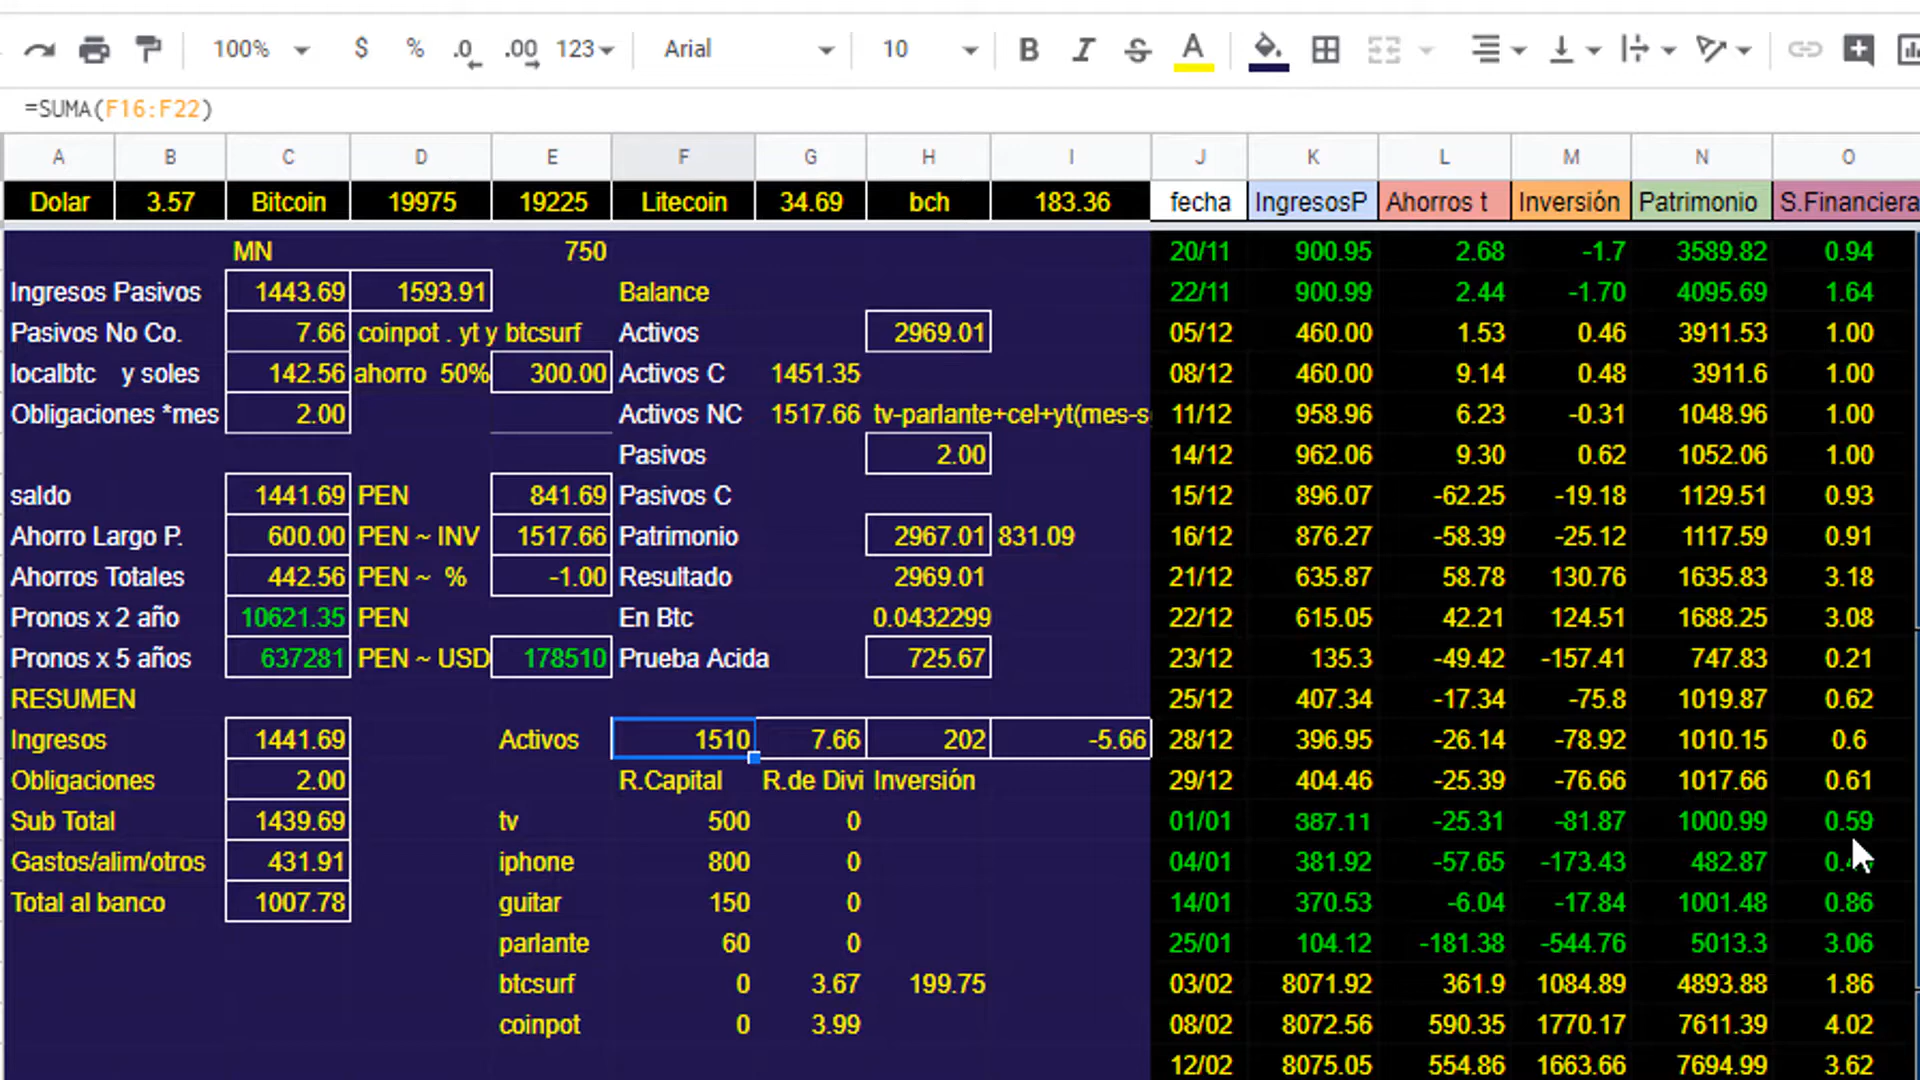 100% $ % .0 .00 123 Arial 10 B I S A
=SUMA(F16:F22)
A B C D E F G H I J K L M N O
Dolar 3.57 Bitcoin 19975 19225 Litecoin 34.69 bch 183.36 fecha IngresosP Ahorros t Inversión Patrimonio S.Financiera
MN 750 20/11 900.95 2.68 -1.7 3589.82 0.94
Ingresos Pasivos 1443.69 1593.91 Balance 22/11 900.99 2.44 -1.70 4095.69 1.64
Pasivos No Co. 7.66 coinpot . yt y btcsurf Activos 2969.01 05/12 460.00 1.53 0.46 3911.53 1.00
localbtc y soles 142.56 ahorro 50% 300.00 Activos C 1451.35 08/12 460.00 9.14 0.48 3911.6 1.00
Obligaciones *mes 2.00 Activos NC 1517.66 tv-parlante+cel+yt(mes-s 11/12 958.96 6.23 -0.31 1048.96 1.00
Pasivos 2.00 14/12 962.06 9.30 0.62 1052.06 1.00
saldo 1441.69 PEN 841.69 Pasivos C 15/12 896.07 -62.25 -19.18 1129.51 0.93
Ahorro Largo P. 600.00 PEN ~ INV 1517.66 Patrimonio 2967.01 831.09 16/12 876.27 -58.39 -25.12 1117.59 0.91
Ahorros Totales 442.56 PEN ~ % -1.00 Resultado 2969.01 21/12 635.87 58.78 130.76 1635.83 3.18
Pronos x 2 año 10621.35 PEN En Btc 0.0432299 22/12 615.05 42.21 124.51 1688.25 3.08
Pronos x 5 años 637281 PEN ~ USD 178510 Prueba Acida 725.67 23/12 135.3 -49.42 -157.41 747.83 0.21
RESUMEN 25/12 407.34 -17.34 -75.8 1019.87 0.62
Ingresos 1441.69 Activos 1510 7.66 202 -5.66 28/12 396.95 -26.14 -78.92 1010.15 0.6
Obligaciones 2.00 R.Capital R.de Divi Inversión 29/12 404.46 -25.39 -76.66 1017.66 0.61
Sub Total 1439.69 tv 500 0 01/01 387.11 -25.31 -81.87 1000.99 0.59
Gastos/alim/otros 431.91 iphone 800 0 04/01 381.92 -57.65 -173.43 482.87
Total al banco 1007.78 guitar 150 0 14/01 370.53 -6.04 -17.84 1001.48 0.86
parlante 60 0 25/01 104.12 -181.38 -544.76 5013.3 3.06
btcsurf 0 3.67 199.75 03/02 8071.92 361.9 1084.89 4893.88 1.86
coinpot 0 3.99 08/02 8072.56 590.35 1770.17 7611.39 4.02
12/02 8075.05 554.86 1663.66 7694.99 3.62